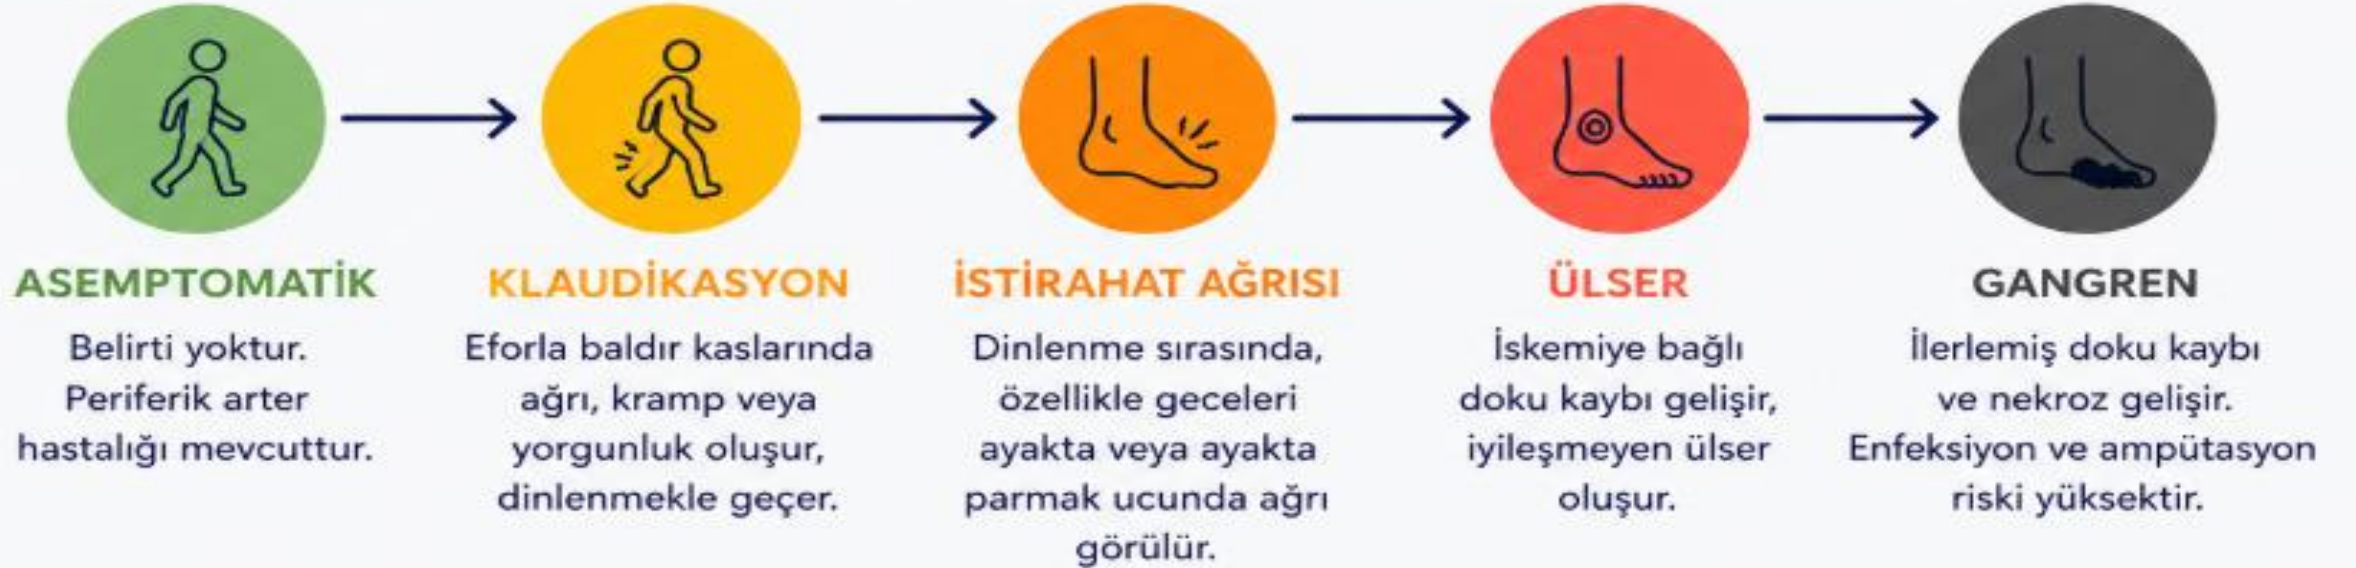 ASEMPTOMATİK
Belirti yoktur.
Periferik arter
hastalığı mevcuttur.
KLAUDİKASYON
Eforla baldır kaslarında
ağrı, kramp veya
yorgunluk oluşur,
dinlenmekle geçer.
İSTİRAHAT AĞRISI
Dinlenme sırasında,
özellikle geceleri
ayakta veya ayakta
parmak ucunda ağrı
görülür.
ÜLSER
İskemiye bağlı
doku kaybı gelişir,
iyileşmeyen ülser
oluşur.
GANGREN
İlerlemiş doku kaybı
ve nekroz gelişir.
Enfeksiyon ve ampütasyon
riski yüksektir.